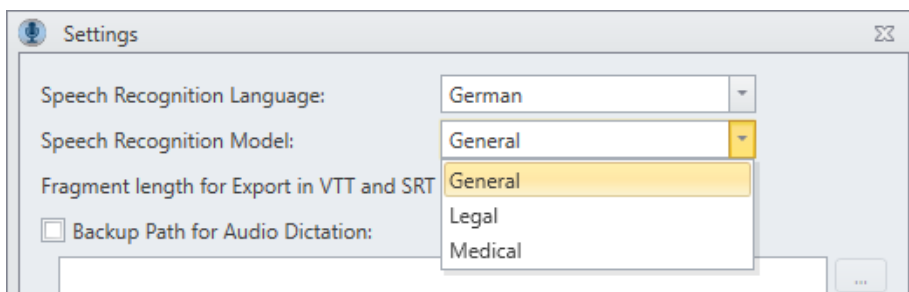 Settings
Speech Recognition Language: German
Speech Recognition Model: General
Fragment length for Export in VTT and SRT General
Legal
Backup Path for Audio Dictation:
Medical
...